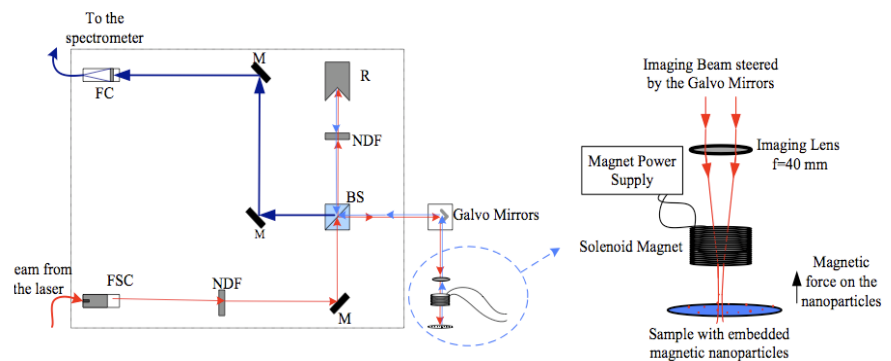 To the
spectrometer
FC
M
R
NDF
BS
M
Galvo Mirrors
eam from
the laser
FSC
NDF
M
Imaging Beam steered
by the Galvo Mirrors
Imaging Lens
f=40 mm
Magnet Power
Supply
Solenoid Magnet
Magnetic
force on the
nanoparticles
Sample with embedded
magnetic nanoparticles